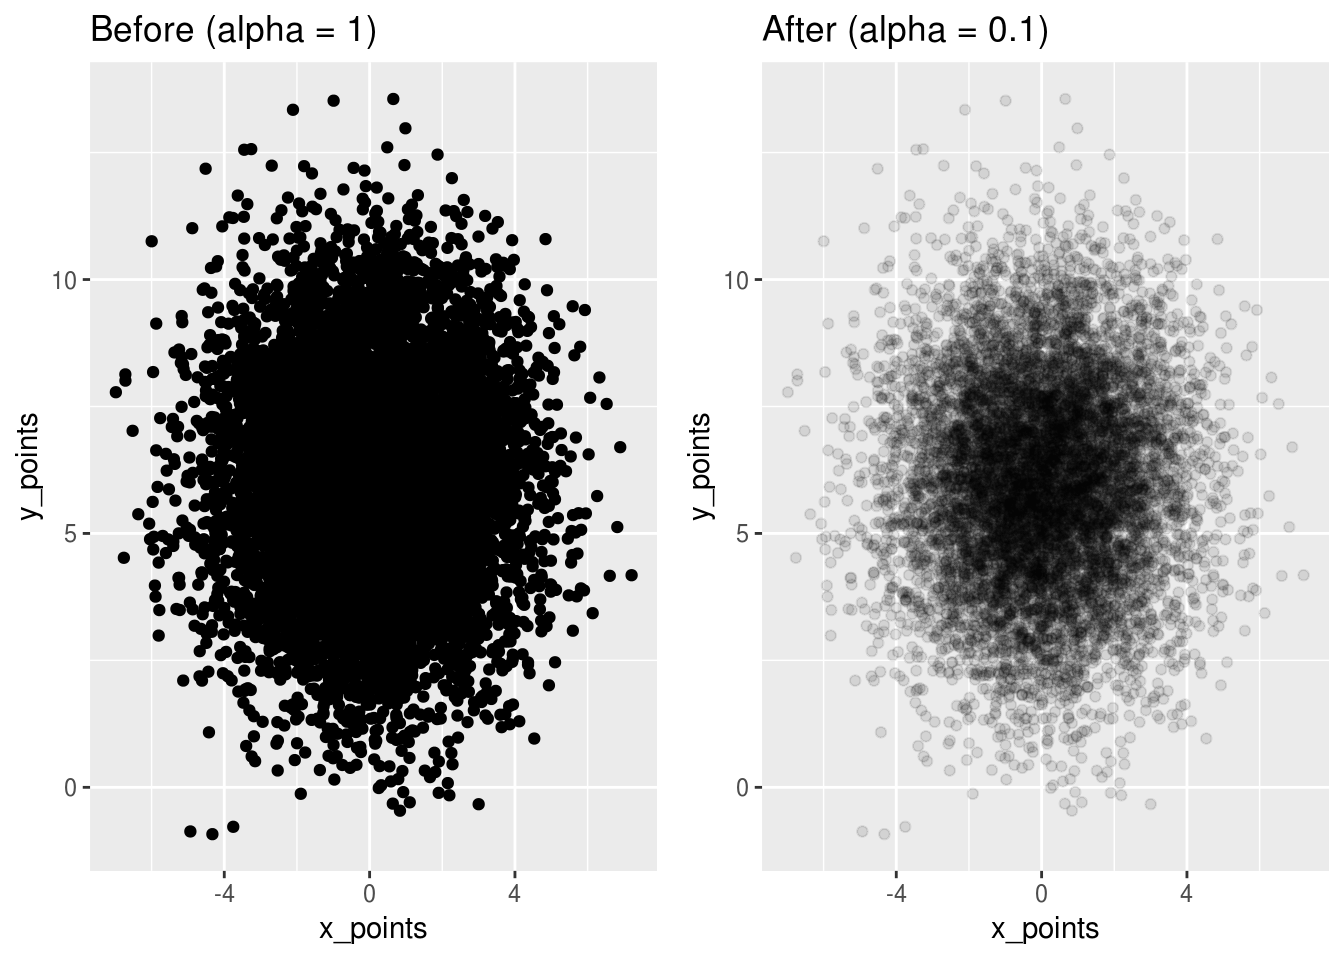 Before (alpha = 1)
y_points
10
5
0
-4
0
4
x_points
After (alpha = 0.1)
y_points
10
5
0
-4
0
4
x_points